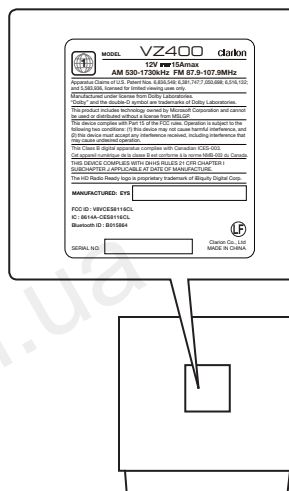 MODEL VZ400 clarion
12V 15Amax
AM 530-1730kHz FM 87.9-107.9MHz
Apparatus Claims of U.S. Patent Nos. 6,836,549; 6,381,747;7,050,698; 6,516,132;
and 5,583,936, licensed for limited viewing uses only.
Manufactured under license from Dolby Laboratories.
"Dolby" and the double-D symbol are trademarks of Dolby Laboratories.
This product includes technology owned by Microsoft Corporation and cannot
be used or distributed without a license from MSLGP.
This device complies with Part 15 of the FCC rules. Operation is subject to the
following two conditions: (1) this device may not cause harmful interference, and
(2) this device must accept any interference received, including interference that
may cause undesired operation.
This Class B digital apparatus complies with Canadian ICES-003.
Cet appareil numérique de la classe B est conforme à la norme NMB-003 du Canada.
THIS DEVICE COMPLIES WITH DHHS RULES 21 CFR CHAPTER I
SUBCHAPTER J APPLICABLE AT DATE OF MANUFACTURE.
The HD Radio Ready logo is proprietary trademark of iBiquity Digital Corp.
MANUFACTURED: EYS
FCC ID : V8VCES8116CL
IC : 8614A-CES8116CL
Bluetooth ID : B015864
LF
SERIAL NO.
Clarion Co., Ltd
MADE IN CHINA
.ua